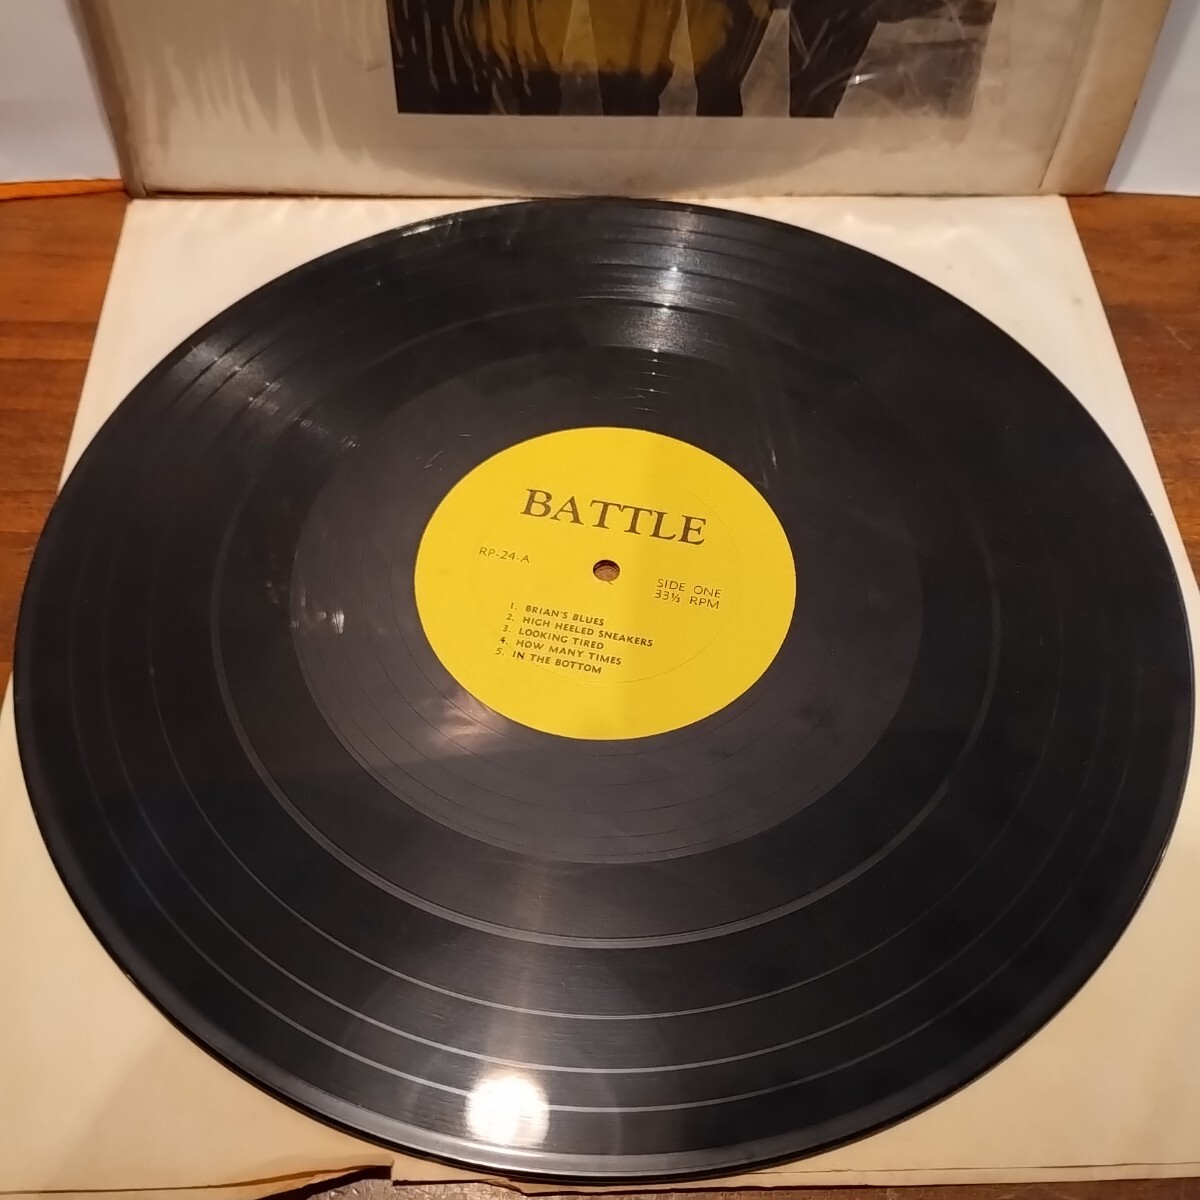 BATTLE
RP-24-A
SIDE ONE
33⅓ RPM
1. BRIAN'S BLUES
2. HIGH HEELED SNEAKERS
3. LOOKING TIRED
4. HOW MANY TIMES
5. IN THE BOTTOM